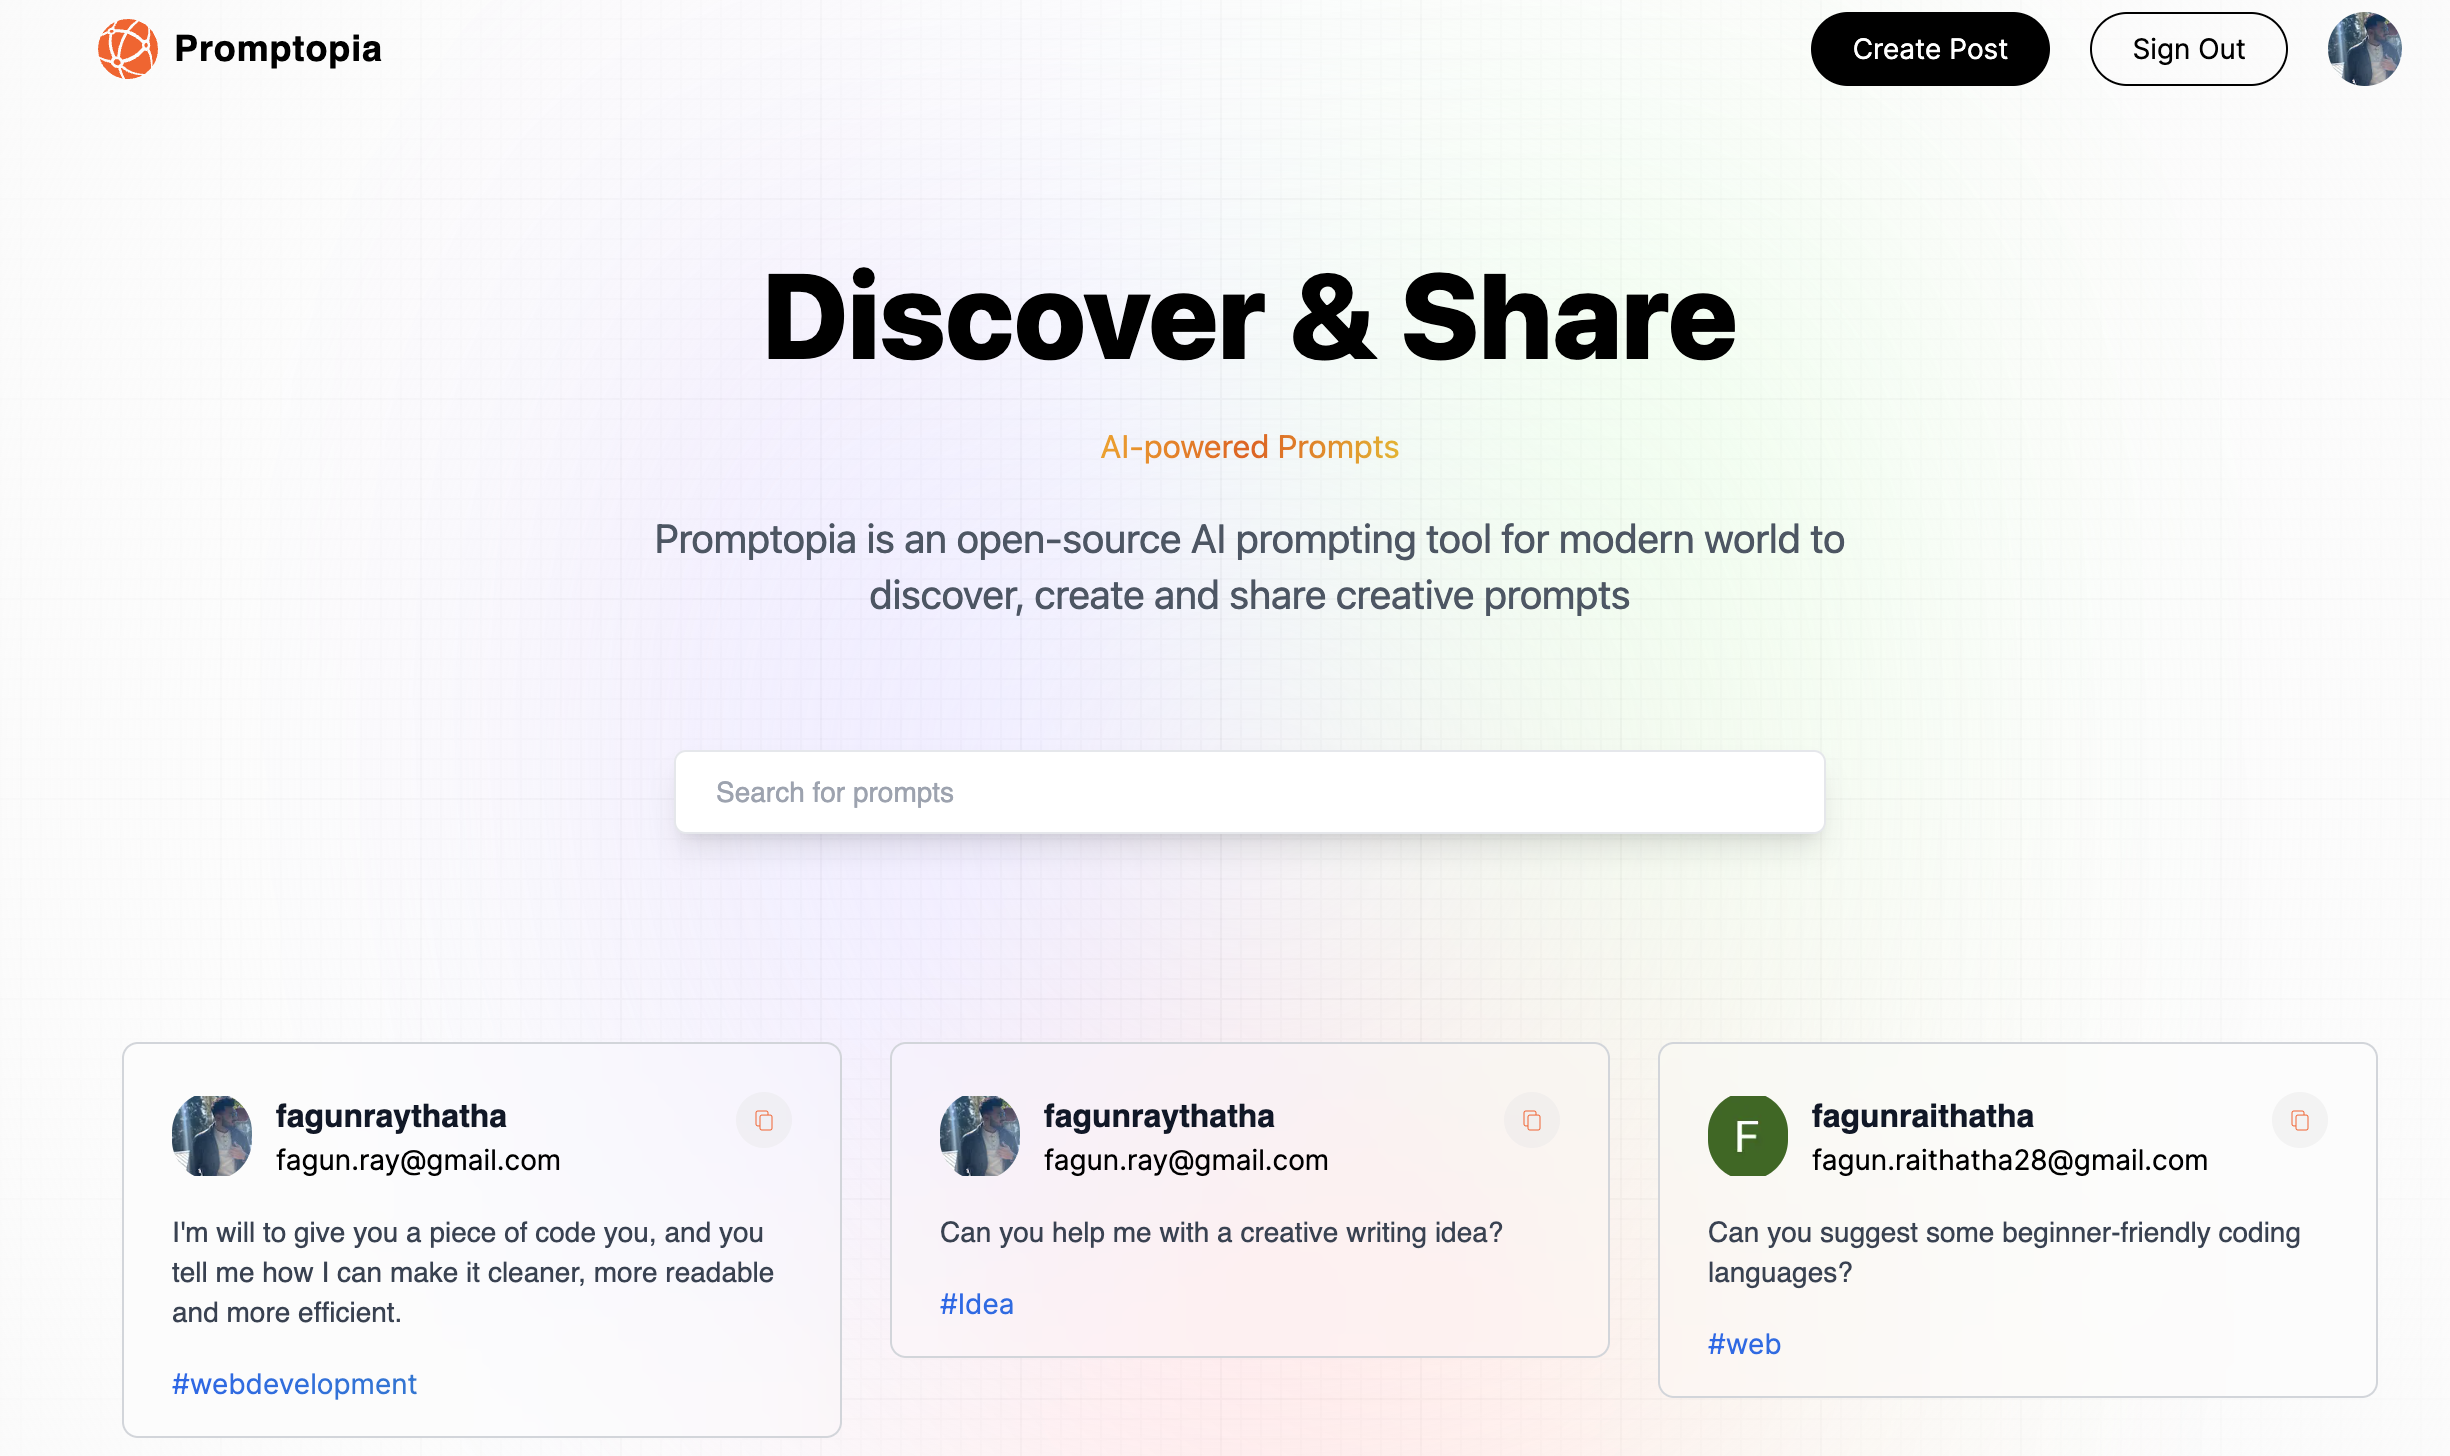 Promptopia
Create Post
Sign Out
Discover & Share
AI-powered Prompts
Promptopia is an open-source AI prompting tool for modern world to
discover, create and share creative prompts
Search for prompts
fagunraythatha
fagun.ray@gmail.com
I'm will to give you a piece of code you, and you
tell me how I can make it cleaner, more readable
and more efficient.
#webdevelopment
fagunraythatha
fagun.ray@gmail.com
Can you help me with a creative writing idea?
#Idea
F
fagunraithatha
fagun.raithatha28@gmail.com
Can you suggest some beginner-friendly coding
languages?
#web